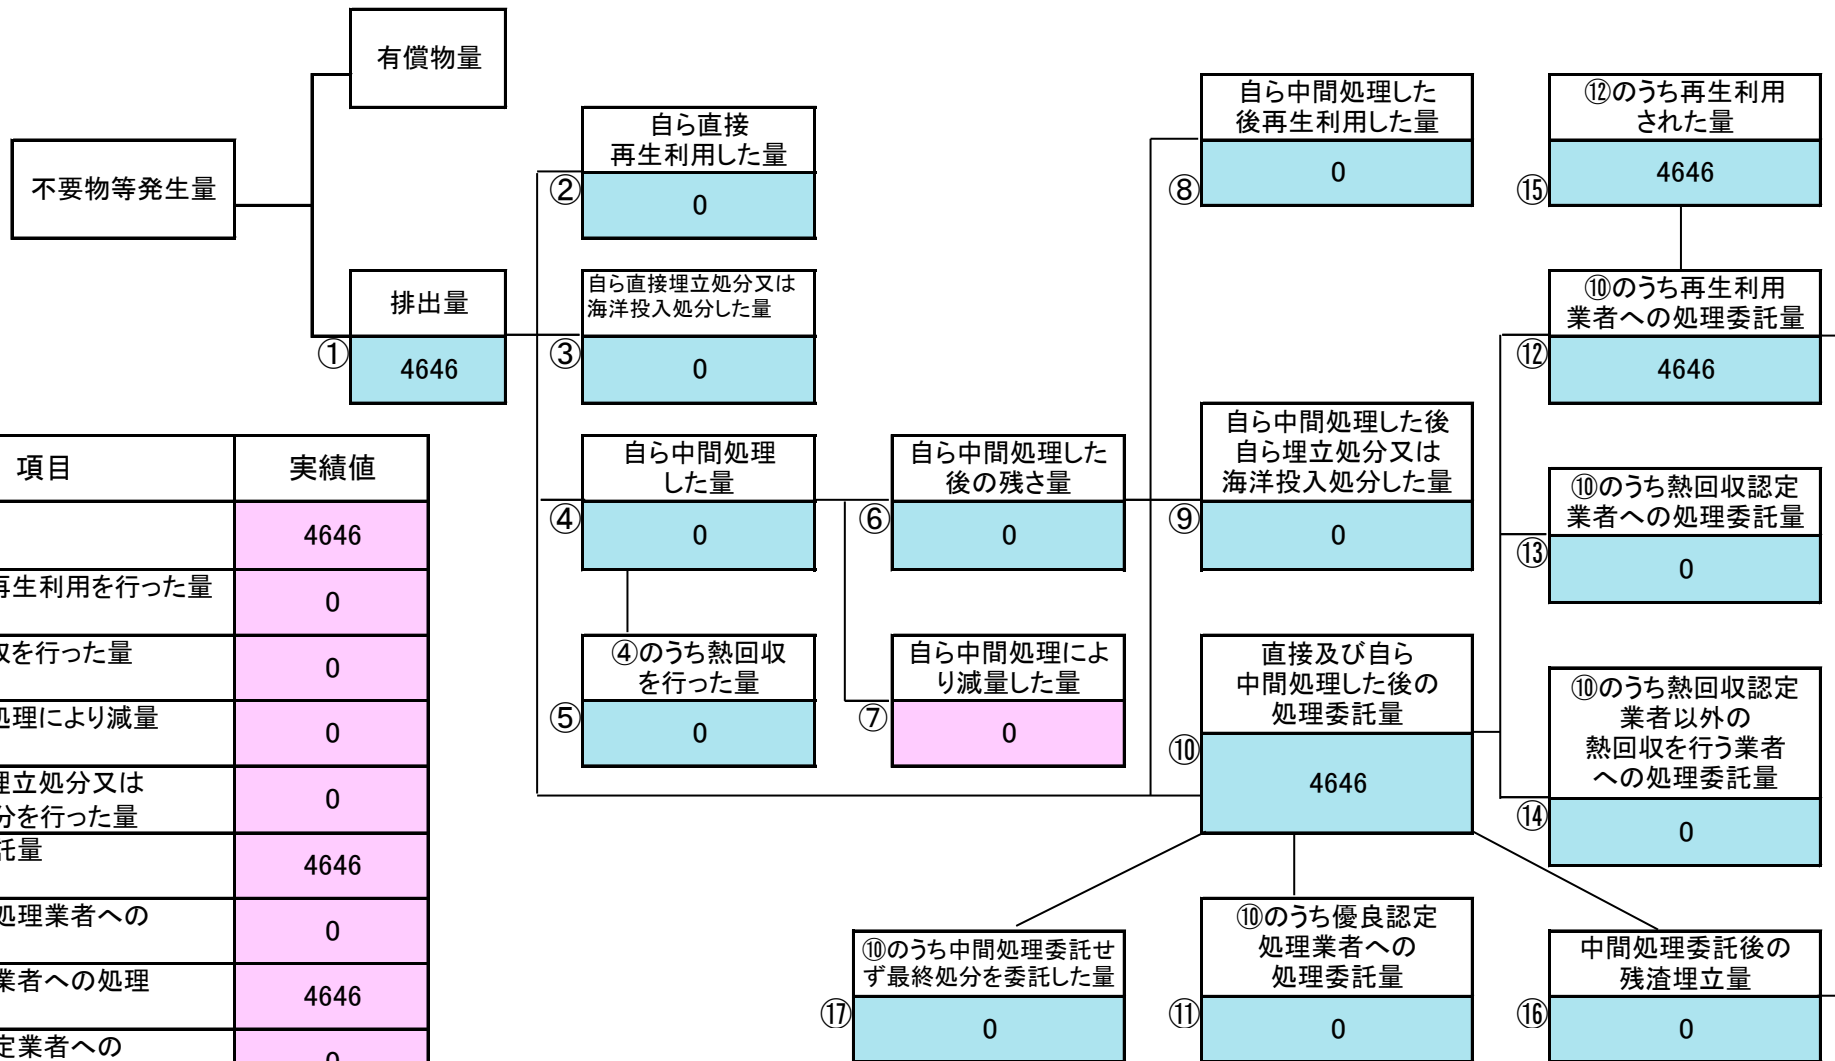 有償物量
不要物等発生量
排出量
①
4646
自ら直接
再生利用した量
②
0
自ら直接埋立処分又は
海洋投入処分した量
③
0
自ら中間処理
した量
④
0
④のうち熱回収
を行った量
⑤
0
自ら中間処理した
後の残さ量
⑥
0
自ら中間処理によ
り減量した量
⑦
0
自ら中間処理した
後再生利用した量
⑧
0
自ら中間処理した後
自ら埋立処分又は
海洋投入処分した量
⑨
0
直接及び自ら
中間処理した後の
処理委託量
⑩
4646
⑫のうち再生利用
された量
⑮
4646
⑩のうち再生利用
業者への処理委託量
⑫
4646
⑩のうち熱回収認定
業者への処理委託量
⑬
0
⑩のうち熱回収認定
業者以外の
熱回収を行う業者
への処理委託量
⑭
0
⑩のうち中間処理委託せ
ず最終処分を委託した量
⑰
0
⑩のうち優良認定
処理業者への
処理委託量
⑪
0
中間処理委託後の
残渣埋立量
⑯
0
項目 実績値
4646
再生利用を行った量 0
収を行った量 0
処理により減量 0
埋立処分又は
分を行った量 0
託量 4646
処理業者への 0
業者への処理 4646
定業者への 0